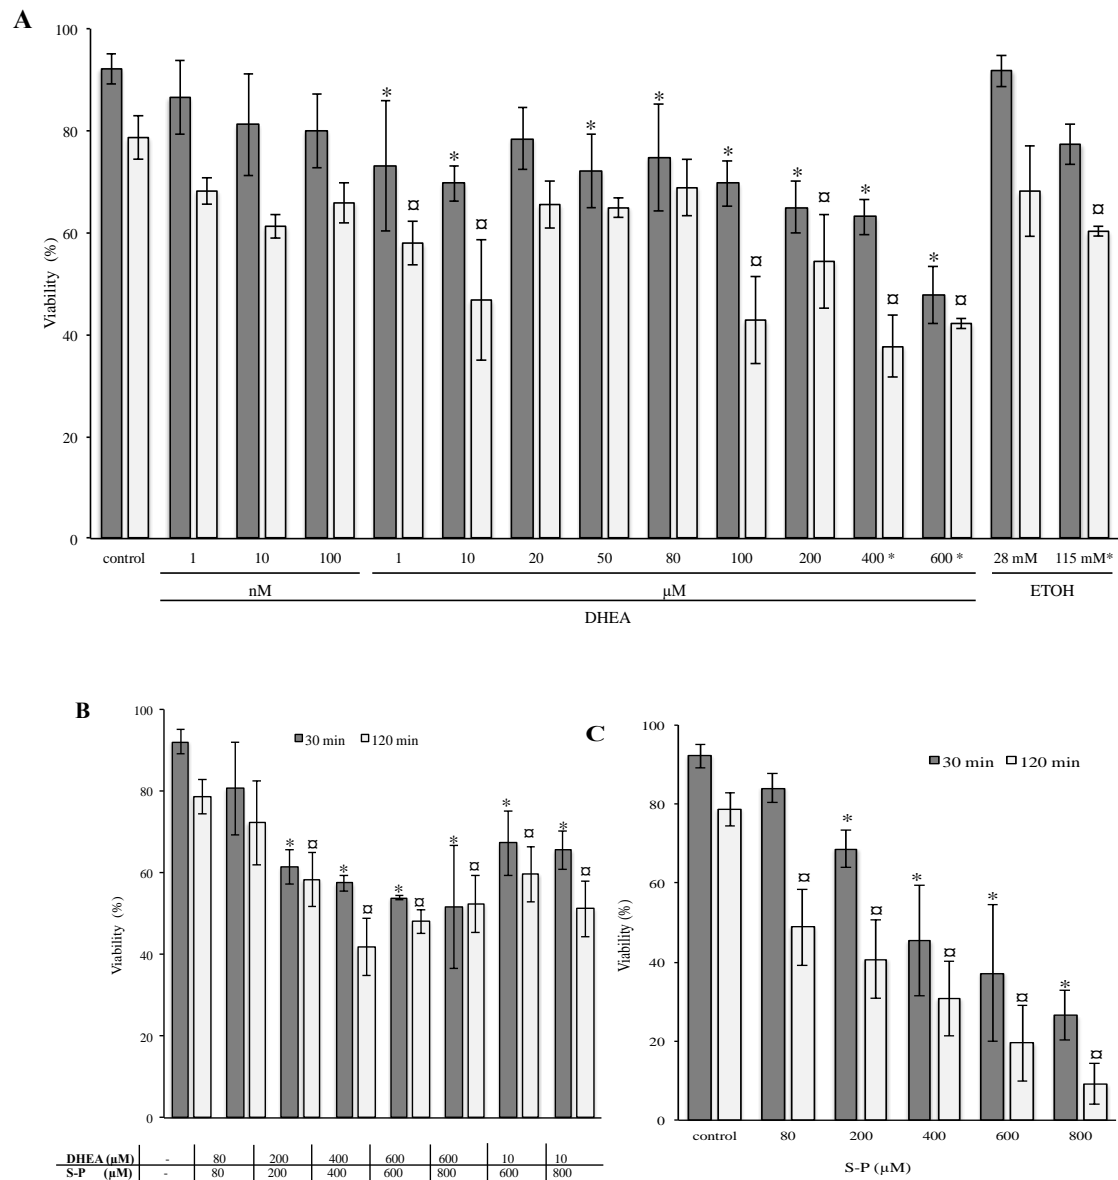 A
100
80
60
40
20
0
Viability (%)
* * * * * * * *
¤ ¤ ¤ ¤ ¤ ¤ ¤
control 1 10 100 1 10 20 50 80 100 200 400 * 600 * 28 mM 115 mM*
nM µM ETOH
DHEA
B
100
80
60
40
20
0
Viability (%)
30 min 120 min
* * * * * *
¤ ¤ ¤ ¤ ¤ ¤
DHEA (µM) - 80 200 400 600 600 10 10
S-P (µM) - 80 200 400 600 800 600 800
C
100
80
60
40
20
0
Viability (%)
30 min 120 min
* * * *
¤ ¤ ¤ ¤ ¤
control 80 200 400 600 800
S-P (µM)